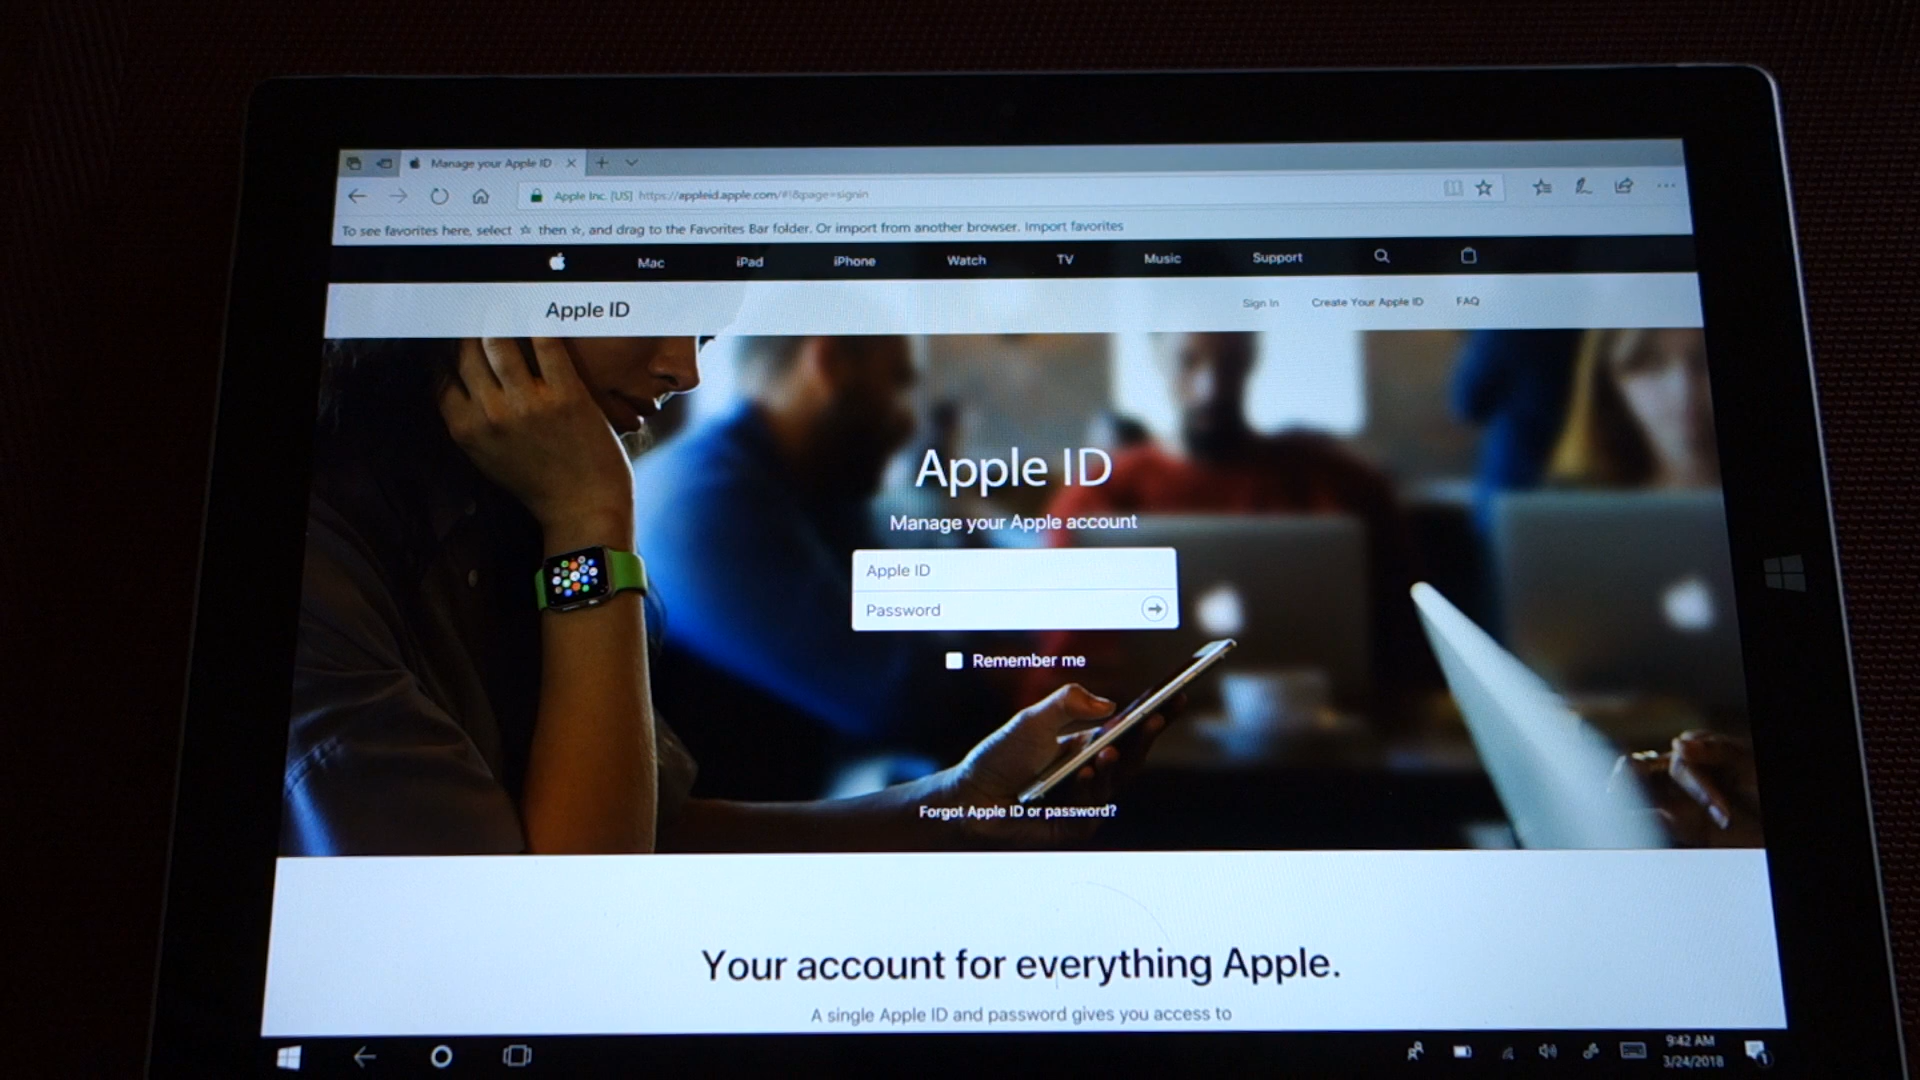 Manage your Apple ID
Apple Inc. [US] https://appleid.apple.com/#!&page=signin
To see favorites here, select ☆ then ☆, and drag to the Favorites Bar folder. Or import from another browser. Import favorites
Mac iPad iPhone Watch TV Music Support
Apple ID Sign In Create Your Apple ID FAQ
Apple ID
Manage your Apple account
Apple ID
Password
Remember me
Forgot Apple ID or password?
Your account for everything Apple.
A single Apple ID and password gives you access to
9:42 AM
3/24/2018
1